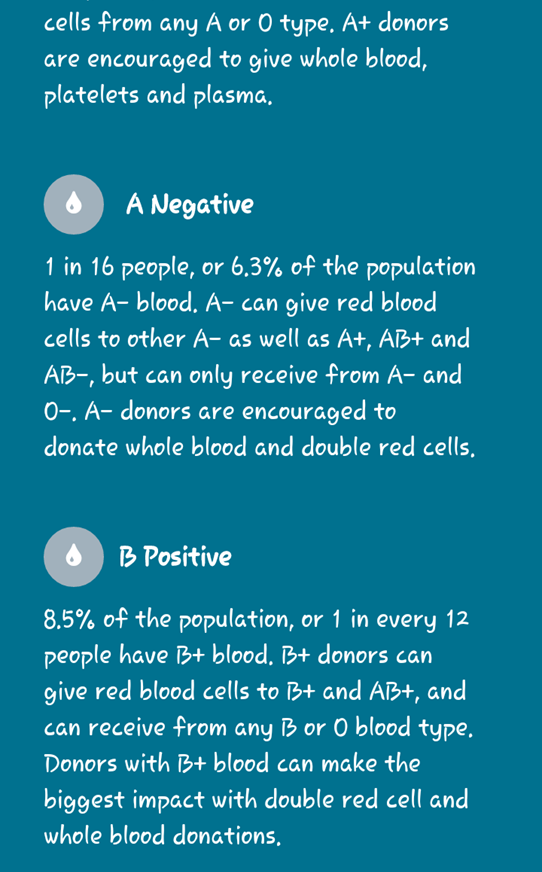 cells from any A or O type. A+ donors
are encouraged to give whole blood,
platelets and plasma.
A Negative
1 in 16 people, or 6.3% of the population
have A- blood. A- can give red blood
cells to other A- as well as A+, AB+ and
AB-, but can only receive from A- and
O-. A- donors are encouraged to
donate whole blood and double red cells.
B Positive
8.5% of the population, or 1 in every 12
people have B+ blood. B+ donors can
give red blood cells to B+ and AB+, and
can receive from any B or O blood type.
Donors with B+ blood can make the
biggest impact with double red cell and
whole blood donations.